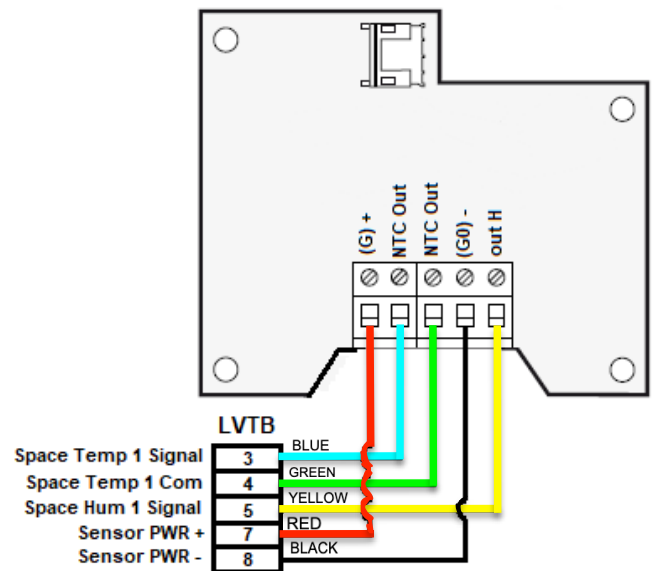 (G) +
NTC Out
NTC Out
(G0) -
out H
LVTB
Space Temp 1 Signal 3 BLUE
Space Temp 1 Com 4 GREEN
Space Hum 1 Signal 5 YELLOW
Sensor PWR + 7 RED
Sensor PWR - 8 BLACK